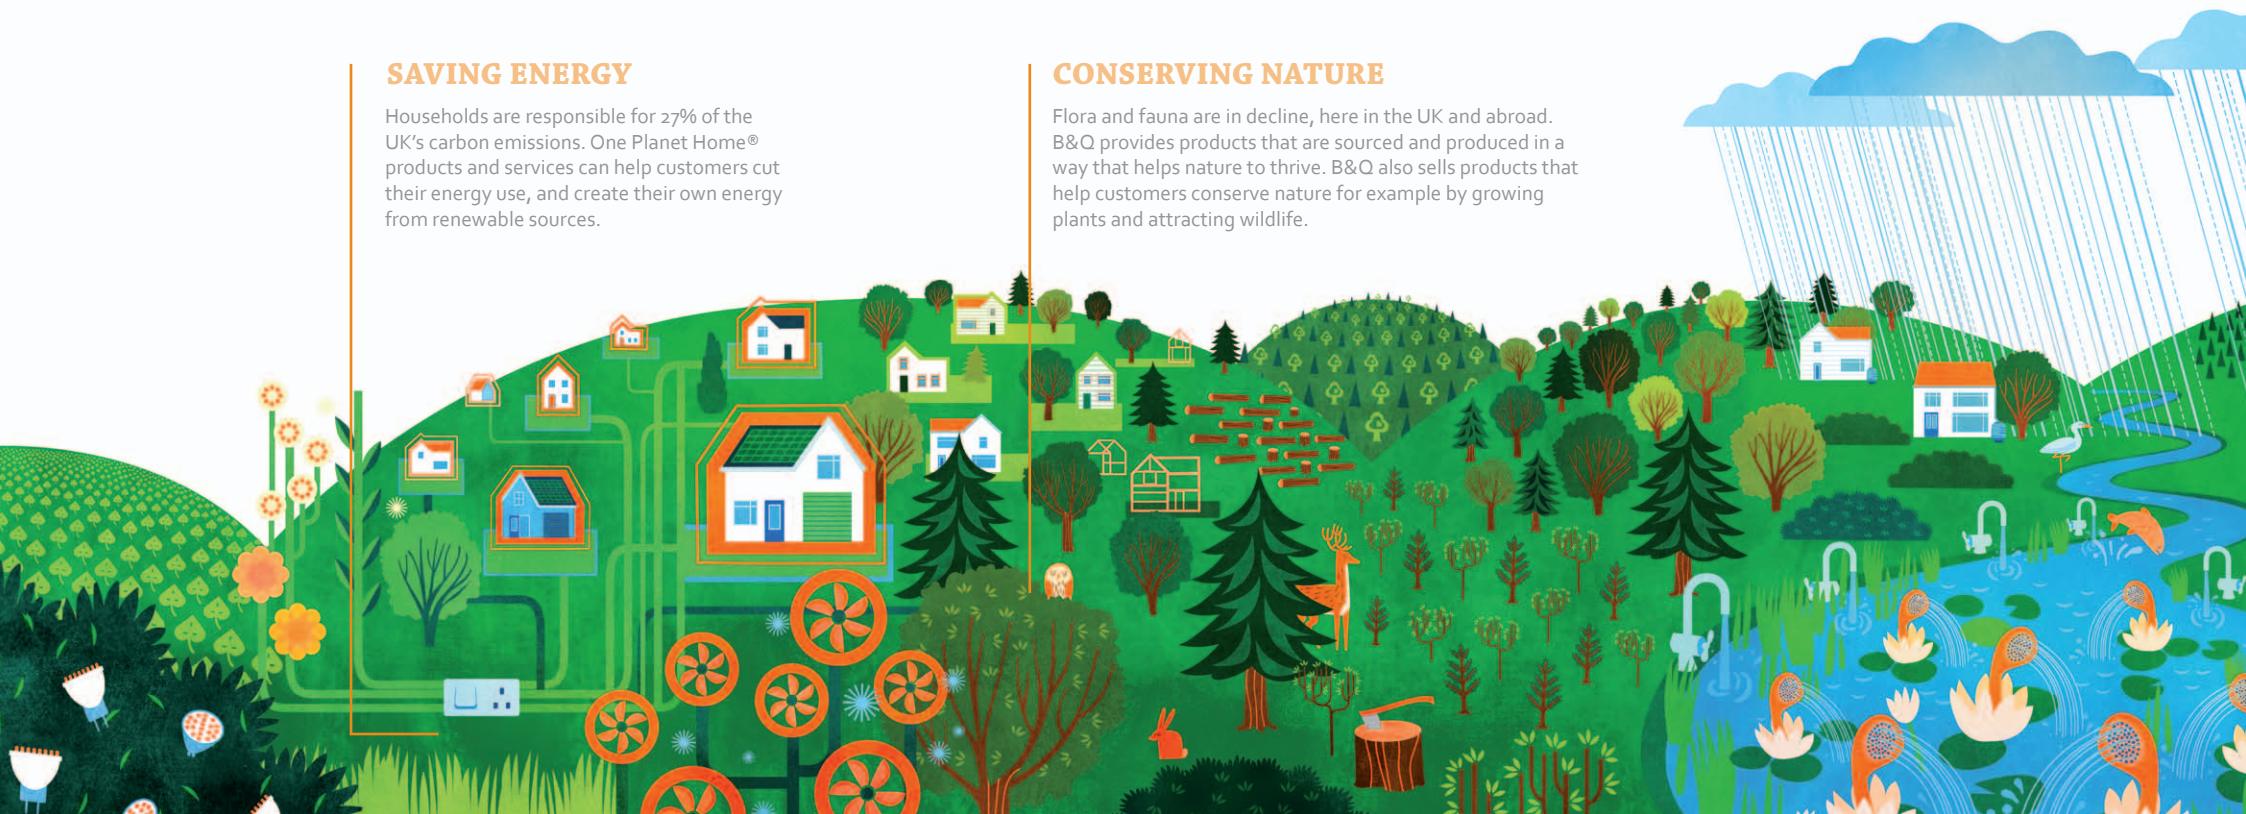 SAVING ENERGY
Households are responsible for 27% of the
UK's carbon emissions. One Planet Home®
products and services can help customers cut
their energy use, and create their own energy
from renewable sources.
CONSERVING NATURE
Flora and fauna are in decline, here in the UK and abroad.
B&Q provides products that are sourced and produced in a
way that helps nature to thrive. B&Q also sells products that
help customers conserve nature for example by growing
plants and attracting wildlife.